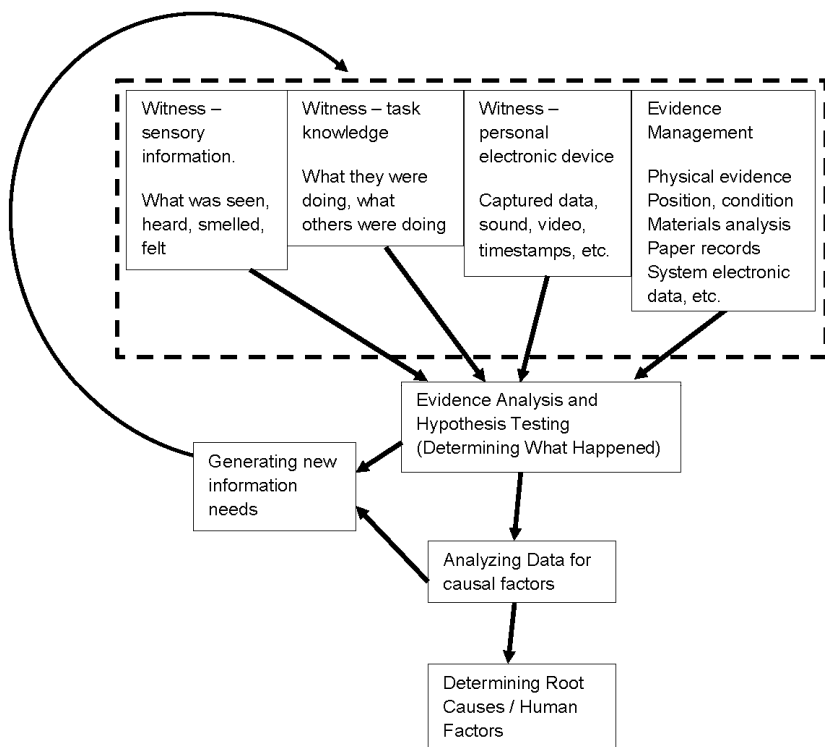 Witness –
sensory
information.
What was seen,
heard, smelled,
felt
Witness – task
knowledge
What they were
doing, what
others were doing
Witness –
personal
electronic device
Captured data,
sound, video,
timestamps, etc.
Evidence
Management
Physical evidence
Position, condition
Materials analysis
Paper records
System electronic
data, etc.
Evidence Analysis and
Hypothesis Testing
(Determining What Happened)
Generating new
information
needs
Analyzing Data for
causal factors
Determining Root
Causes / Human
Factors